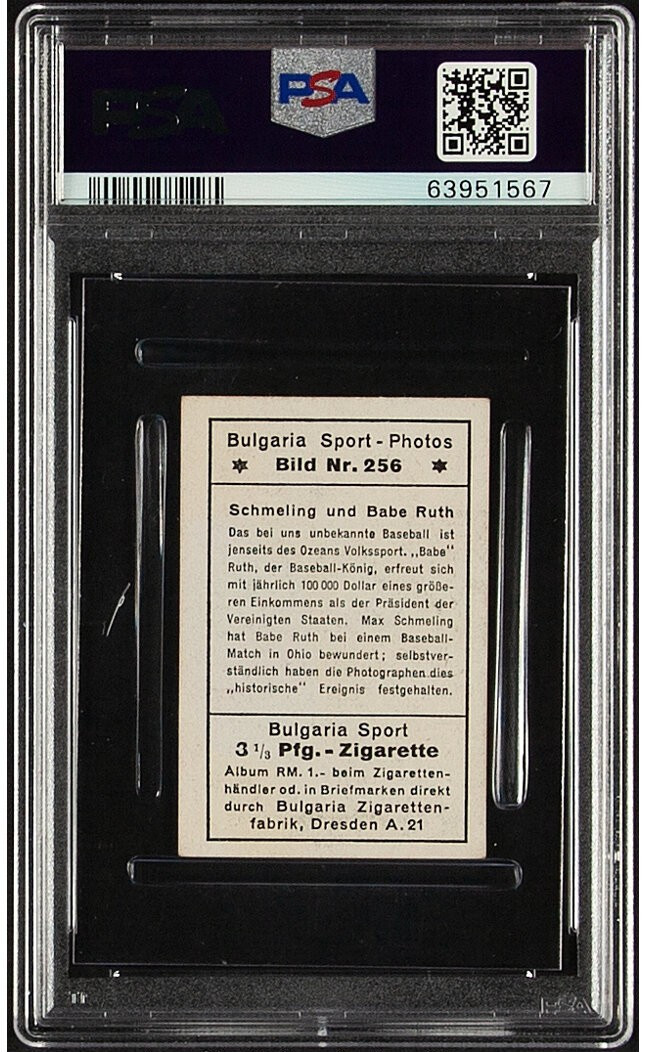 PSA
PSA
63951567
Bulgaria Sport - Photos
Bild Nr. 256
Schmeling und Babe Ruth
Das bei uns unbekannte Baseball ist
jenseits des Ozeans Volkssport. „Babe"
Ruth, der Baseball-König, erfreut sich
mit jährlich 100 000 Dollar eines größe-
ren Einkommens als der Präsident der
Vereinigten Staaten. Max Schmeling
hat Babe Ruth bei einem Baseball-
Match in Ohio bewundert; selbstver-
ständlich haben die Photographen dies
„historische" Ereignis festgehalten.
Bulgaria Sport
3 1/3 Pfg. - Zigarette
Album RM. 1.- beim Zigaretten-
händler od. in Briefmarken direkt
durch Bulgaria Zigaretten-
fabrik, Dresden A. 21
PSA